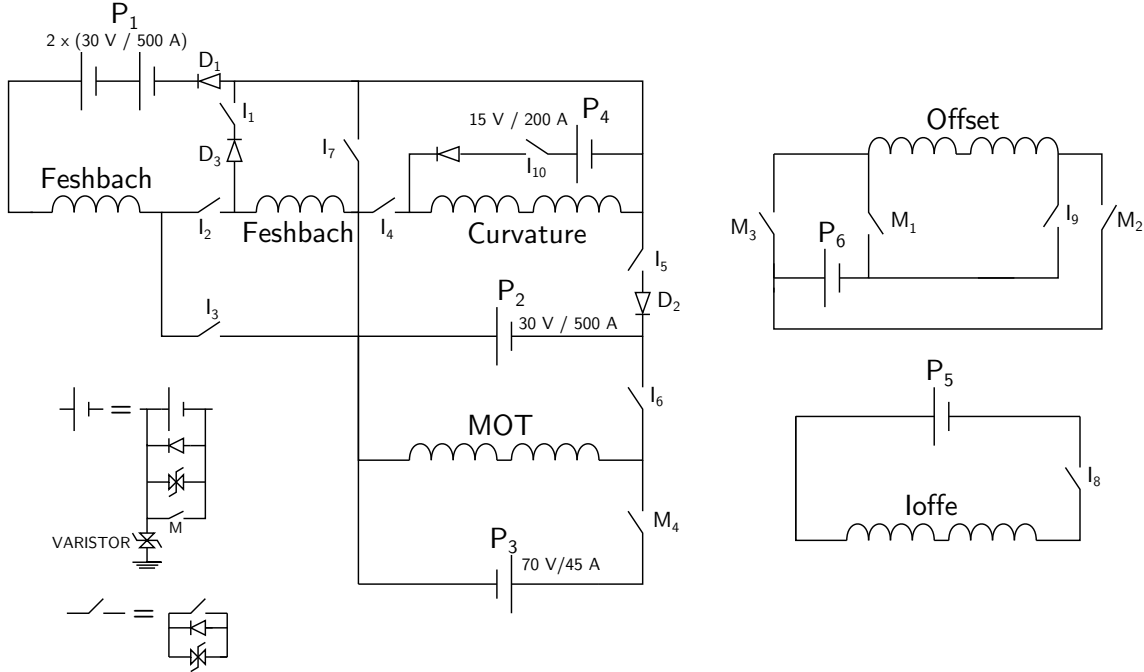 P₁
2 x (30 V / 500 A)
D₁
I₁
D₃
I₇
15 V / 200 A
P₄
I₁₀
Offset
Feshbach
I₂
Feshbach
I₄
Curvature
M₃
P₆
M₁
I₉
M₂
I₅
D₂
I₃
P₂
30 V / 500 A
I₆
P₅
=
MOT
I₈
Ioffe
M
VARISTOR
M₄
P₃
70 V/45 A
=